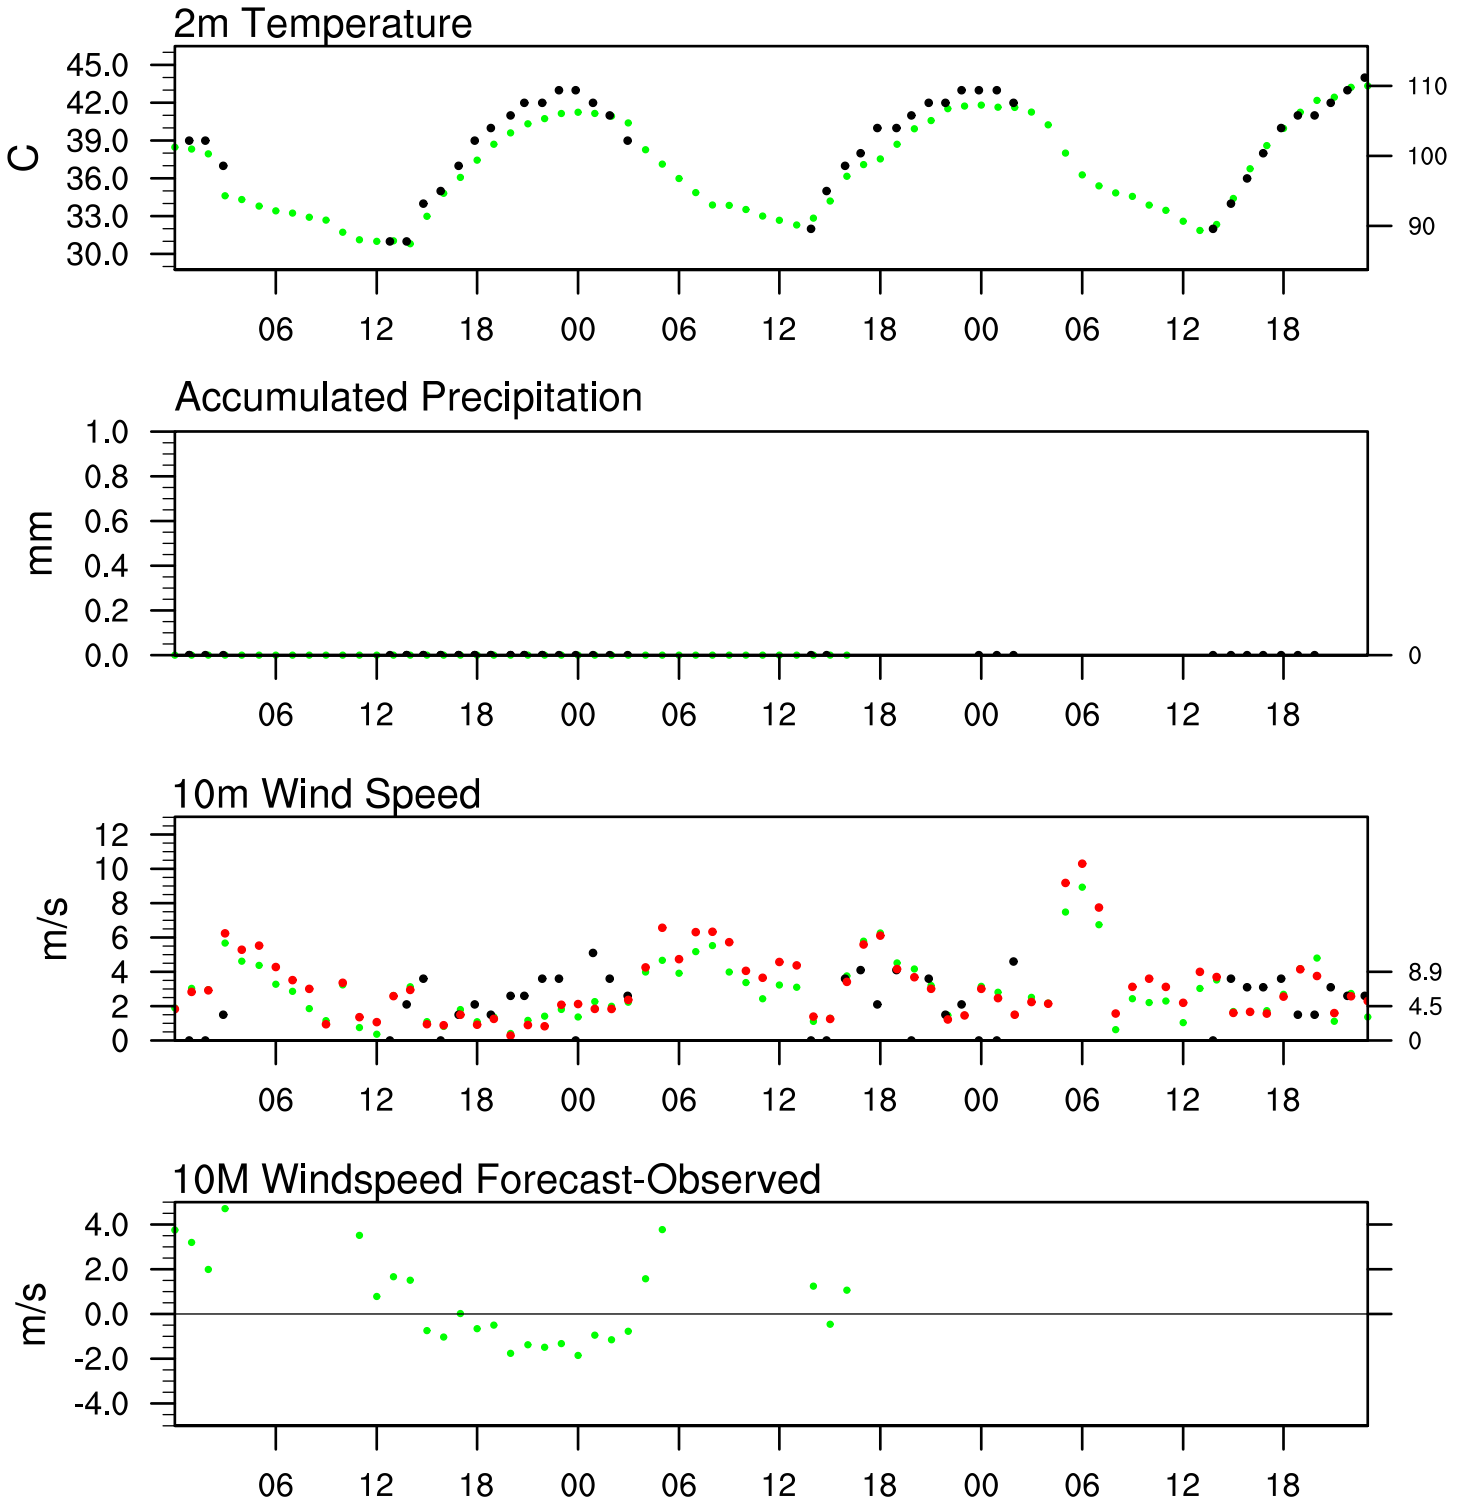 2m Temperature
45.0
42.0
39.0
36.0
33.0
30.0
C
110
100
90
06 12 18 00 06 12 18 00 06 12 18
Accumulated Precipitation
1.0
0.8
0.6
0.4
0.2
0.0
mm
0
06 12 18 00 06 12 18 00 06 12 18
10m Wind Speed
12
10
8
6
4
2
0
m/s
8.9
4.5
0
06 12 18 00 06 12 18 00 06 12 18
10M Windspeed Forecast-Observed
4.0
2.0
0.0
-2.0
-4.0
m/s
06 12 18 00 06 12 18 00 06 12 18